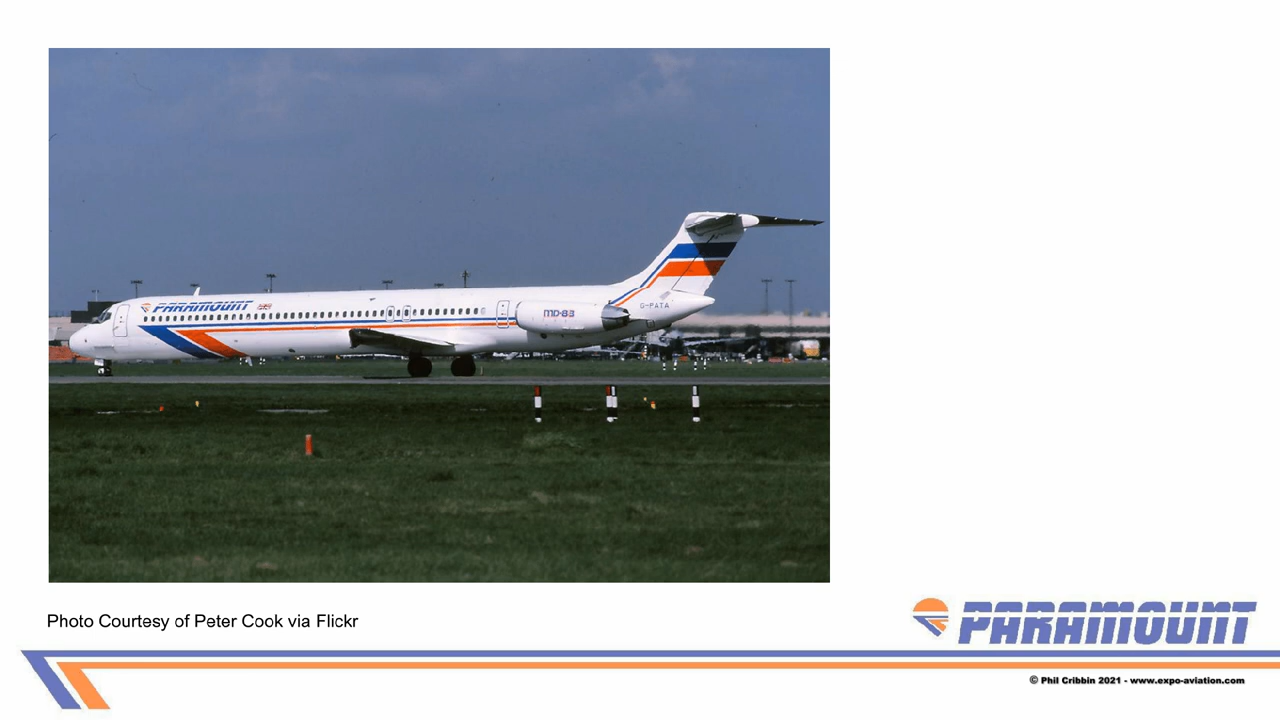 PARAMOUNT
MD-83
G-PATA
Photo Courtesy of Peter Cook via Flickr
PARAMOUNT
© Phil Cribbin 2021 - www.expo-aviation.com